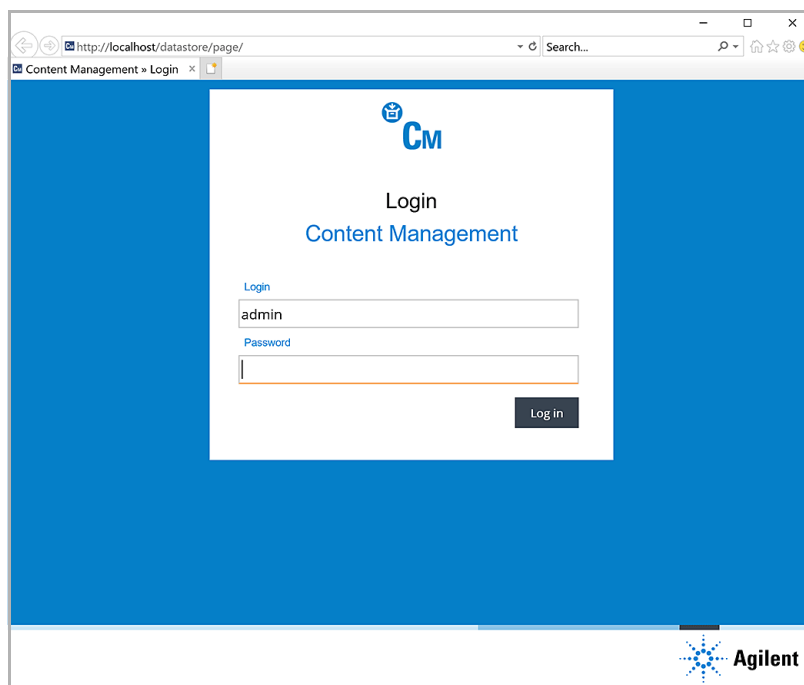 http://localhost/datastore/page/
Search...
Content Management » Login
CM
Login
Content Management
Login
admin
Password
Log in
Agilent